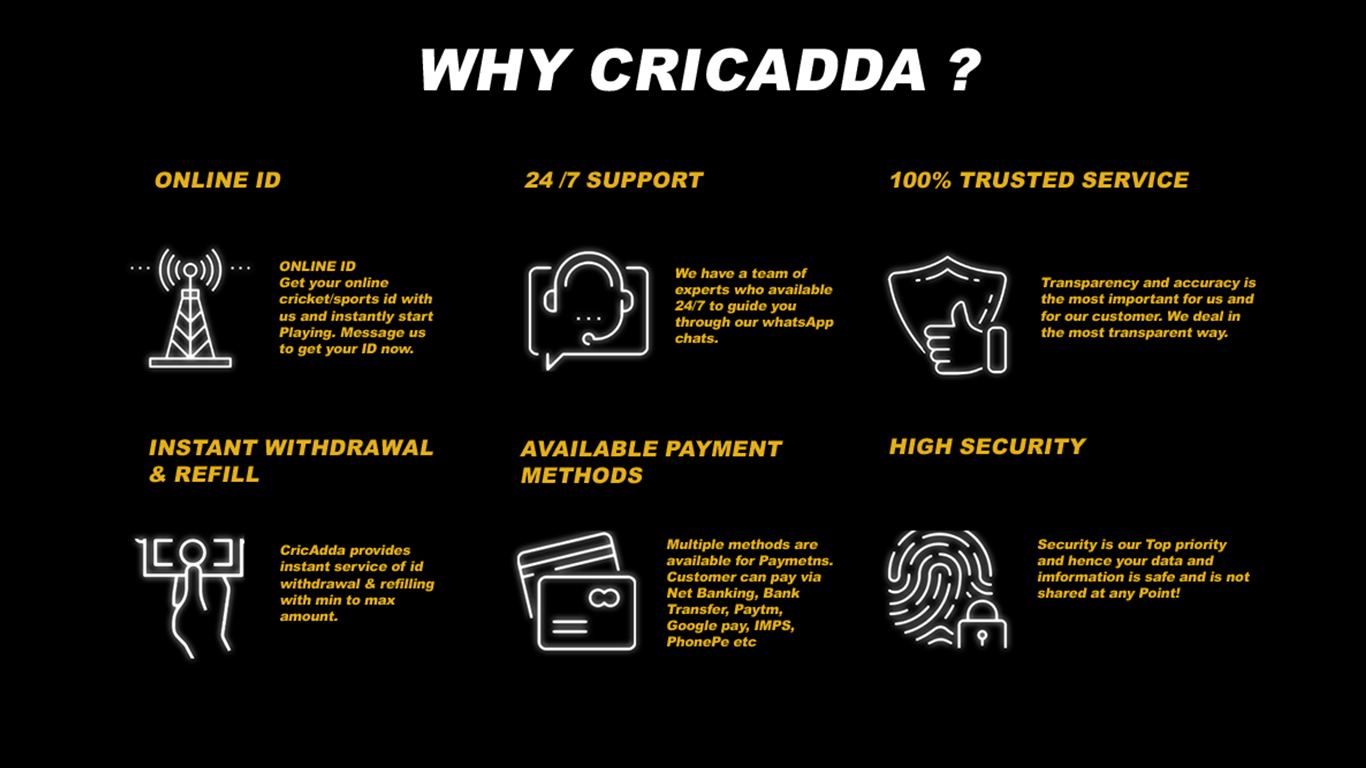 WHY CRICADDA ?
ONLINE ID
ONLINE ID
Get your online
cricket/sports id with
us and instantly start
Playing. Message us
to get your ID now.
24 /7 SUPPORT
We have a team of
experts who available
24/7 to guide you
through our whatsApp
chats.
100% TRUSTED SERVICE
Transparency and accuracy is
the most important for us and
for our customer. We deal in
the most transparent way.
INSTANT WITHDRAWAL
& REFILL
CricAdda provides
instant service of id
withdrawal & refilling
with min to max
amount.
AVAILABLE PAYMENT
METHODS
Multiple methods are
available for Paymetns.
Customer can pay via
Net Banking, Bank
Transfer, Paytm,
Google pay, IMPS,
PhonePe etc
HIGH SECURITY
Security is our Top priority
and hence your data and
imformation is safe and is not
shared at any Point!